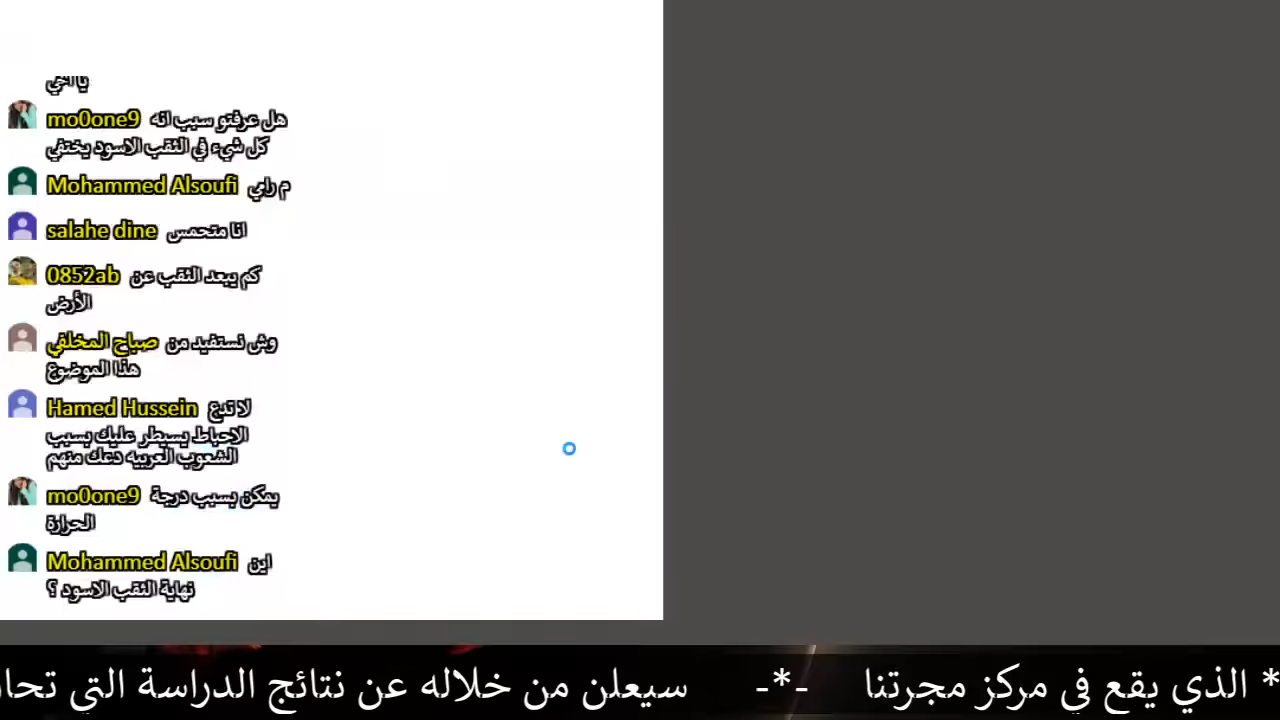 يا اخي
mo0one9 هل عرفتو سبب انه
كل شيء في الثقب الاسود يختفي
Mohammed Alsoufi م رامي
salahe dine انا متحمس
0852ab كم يبعد الثقب عن
الأرض
صباح المخلفي وش نستفيد من
هذا الموضوع
Hamed Hussein لا تدع
الاحباط يسيطر عليك بسبب
الشعوب العربيه دعك منهم
mo0one9 يمكن بسبب درجة
الحرارة
Mohammed Alsoufi اين
نهاية الثقب الاسود ؟
* الذي يقع في مركز مجرتنا -*- سيعلن من خلاله عن نتائج الدراسة التي